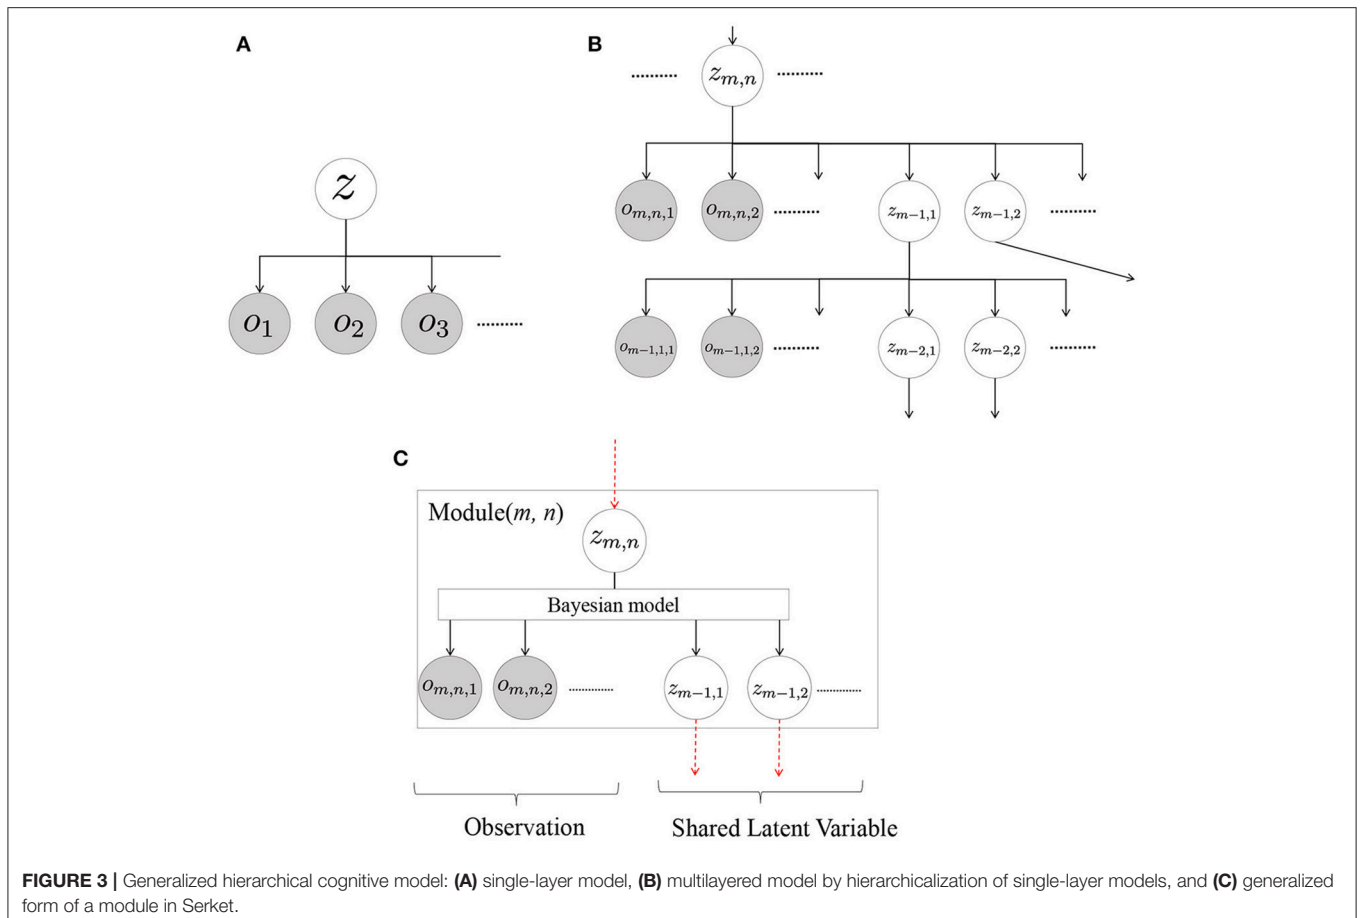 A
z
o1 o2 o3
B
zm,n
om,n,1 om,n,2 zm−1,1 zm−1,2
om−1,1,1 om−1,1,2 zm−2,1 zm−2,2
C
Module(m, n)
zm,n
Bayesian model
om,n,1 om,n,2 zm−1,1 zm−1,2
Observation Shared Latent Variable
FIGURE 3 | Generalized hierarchical cognitive model: (A) single-layer model, (B) multilayered model by hierarchicalization of single-layer models, and (C) generalized
form of a module in Serket.